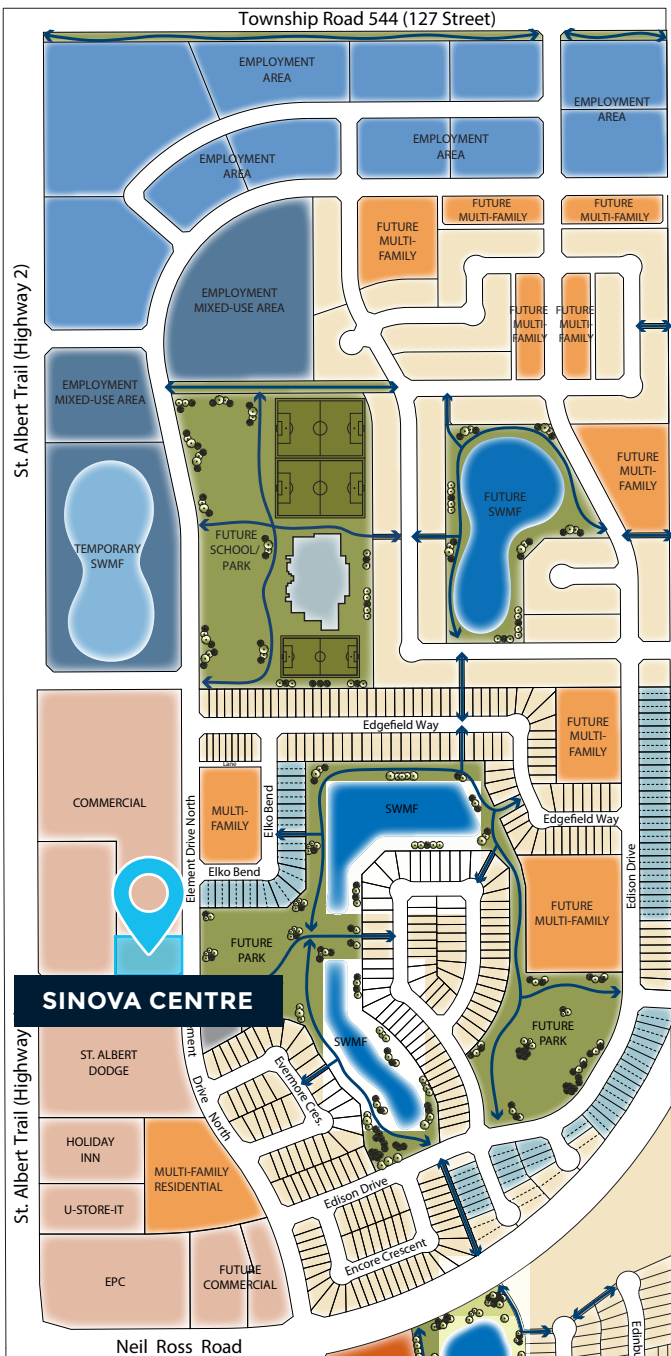 Township Road 544 (127 Street)
EMPLOYMENT
AREA
EMPLOYMENT
AREA
EMPLOYMENT
AREA
EMPLOYMENT
AREA
FUTURE
MULTI-FAMILY
FUTURE
MULTI-FAMILY
FUTURE
MULTI-
FAMILY
St. Albert Trail (Highway 2)
EMPLOYMENT
MIXED-USE AREA
FUTURE
MULTI-
FAMILY
FUTURE
MULTI-
FAMILY
EMPLOYMENT
MIXED-USE AREA
FUTURE
MULTI-
FAMILY
FUTURE
SWMF
TEMPORARY
SWMF
FUTURE
SCHOOL/
PARK
Edgefield Way
FUTURE
MULTI-
FAMILY
Lane
COMMERCIAL
MULTI-
FAMILY
Elko Bend
Element Drive North
SWMF
Edgefield Way
Elko Bend
Edison Drive
FUTURE
MULTI-FAMILY
FUTURE
PARK
SINOVA CENTRE
St. Albert Trail (Highway
ment Drive North
ST. ALBERT
DODGE
SWMF
FUTURE
PARK
Evermore Cres.
HOLIDAY
INN
MULTI-FAMILY
RESIDENTIAL
U-STORE-IT
Edison Drive
Encore Crescent
EPC
FUTURE
COMMERCIAL
Neil Ross Road
Edinbu